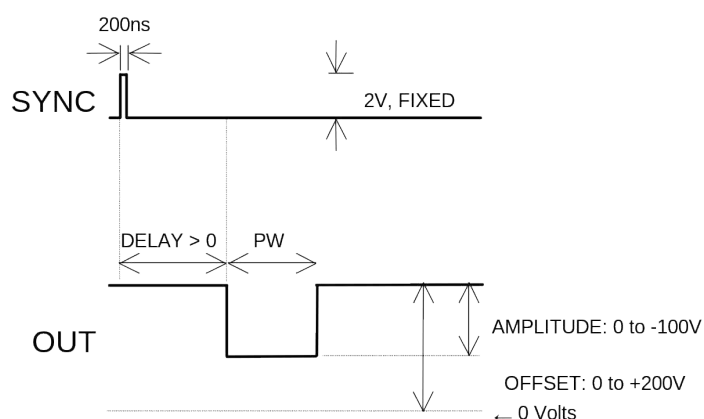 200ns
SYNC
2V, FIXED
DELAY > 0
PW
OUT
AMPLITUDE: 0 to -100V
OFFSET: 0 to +200V
← 0 Volts